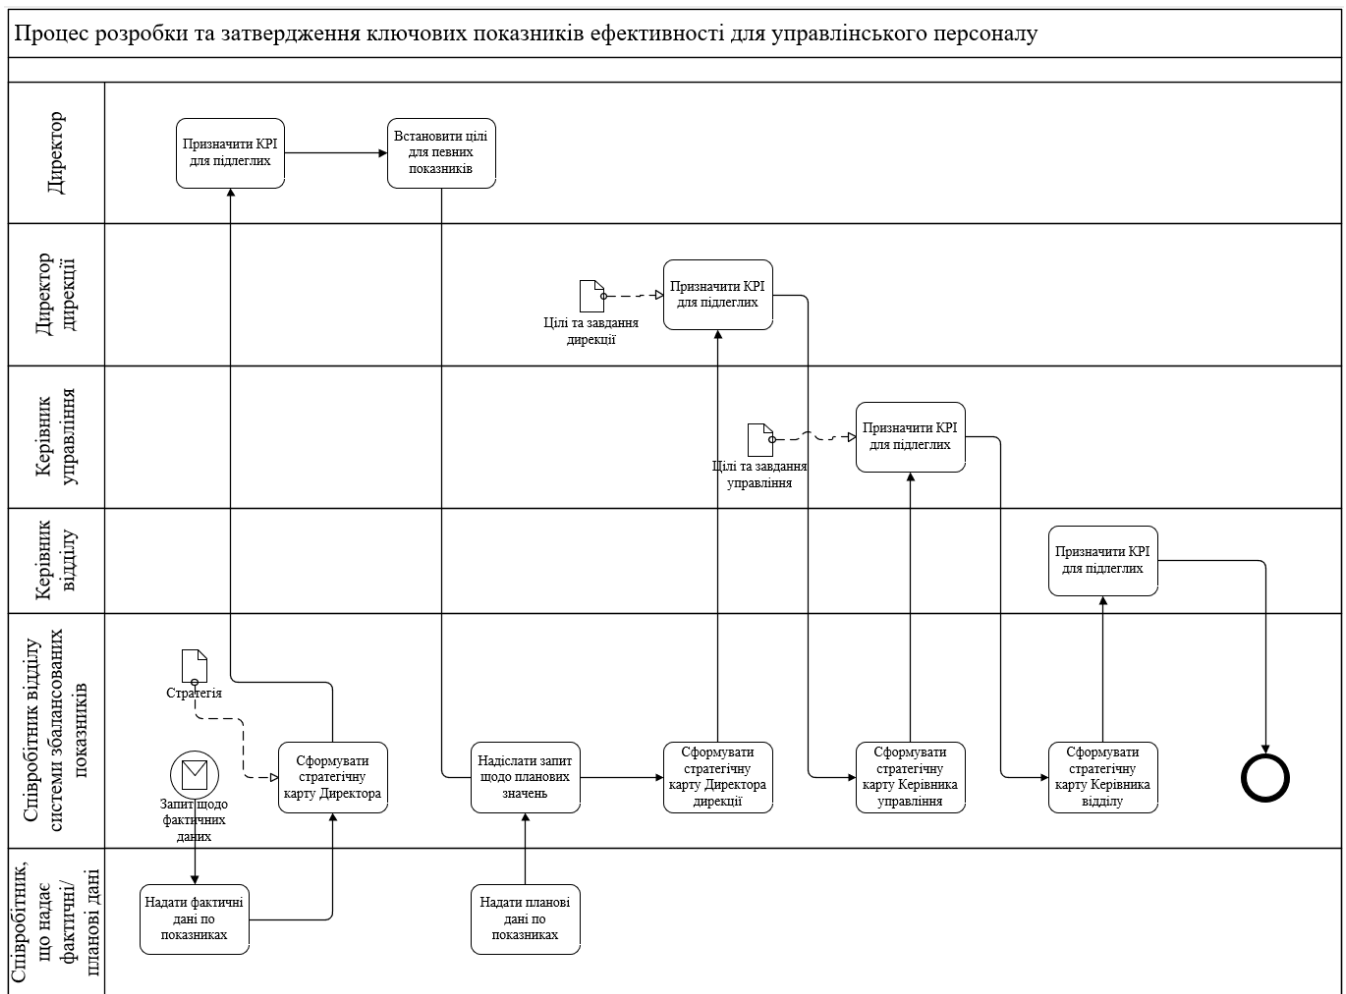 Процес розробки та затвердження ключових показників ефективності для управлінського персоналу
Директор
Призначити KPI
для підлеглих
Встановити цілі
для певних
показників
Директор
дирекції
Цілі та завдання
дирекції
Призначити KPI
для підлеглих
Керівник
управління
Цілі та завдання
управління
Призначити KPI
для підлеглих
Керівник
відділу
Призначити KPI
для підлеглих
Співробітник відділу
системи збалансованих
показників
Стратегія
Запит щодо
фактичних
даних
Сформувати
стратегічну
карту Директора
Надіслати запит
щодо планових
значень
Сформувати
стратегічну
карту Директора
дирекції
Сформувати
стратегічну
карту Керівника
управління
Сформувати
стратегічну
карту Керівника
відділу
Співробітник,
що надає
фактичні/
планові дані
Надати фактичні
дані по
показниках
Надати планові
дані по
показниках